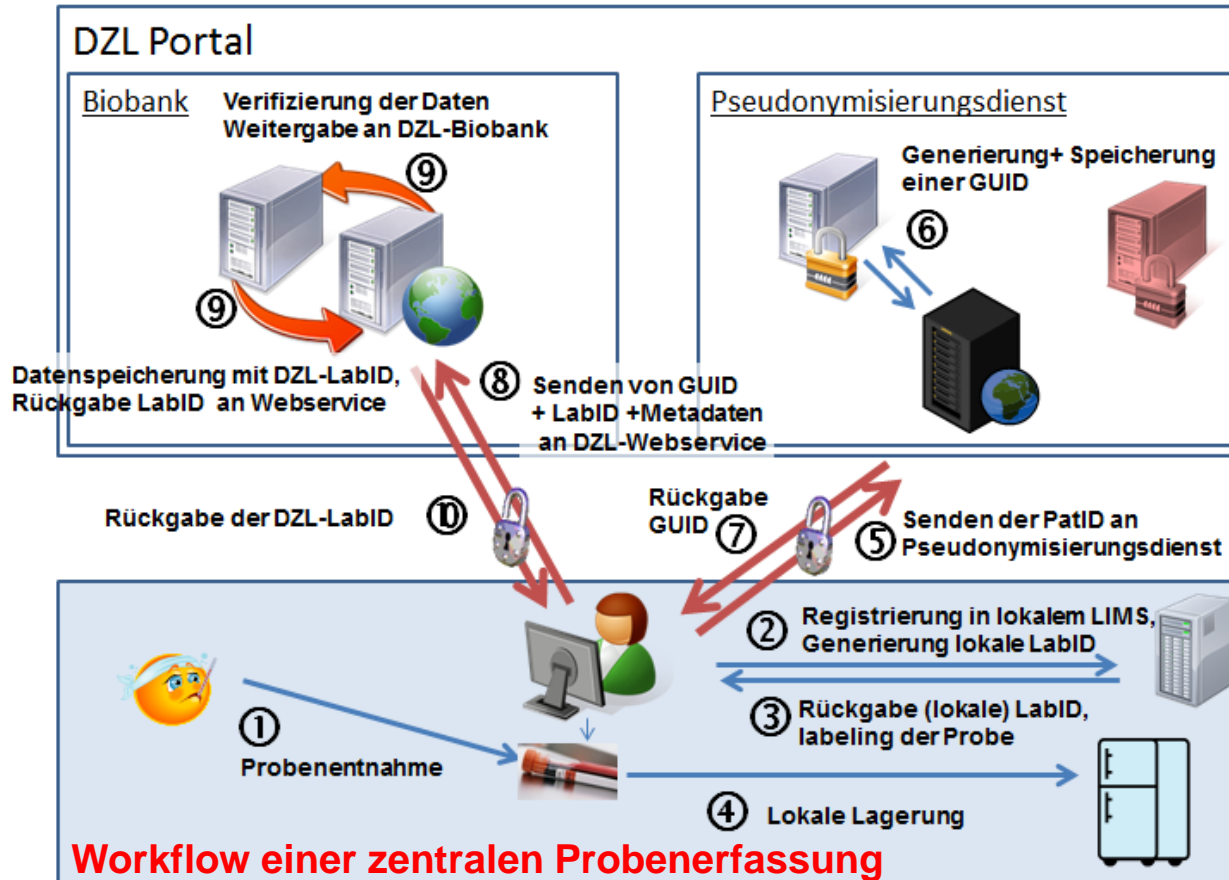 DZL Portal
Biobank
Verifizierung der Daten
Weitergabe an DZL-Biobank
⑨
⑨
Datenspeicherung mit DZL-LabID,
Rückgabe LabID an Webservice
Pseudonymisierungsdienst
Generierung+ Speicherung
einer GUID
⑥
⑧
Senden von GUID
+ LabID +Metadaten
an DZL-Webservice
Rückgabe der DZL-LabID
⑩
Rückgabe
GUID
⑦
⑤
Senden der PatID an
Pseudonymisierungsdienst
②
Registrierung in lokalem LIMS,
Generierung lokale LabID
③
Rückgabe (lokale) LabID,
labeling der Probe
①
Probenentnahme
④
Lokale Lagerung
Workflow einer zentralen Probenerfassung